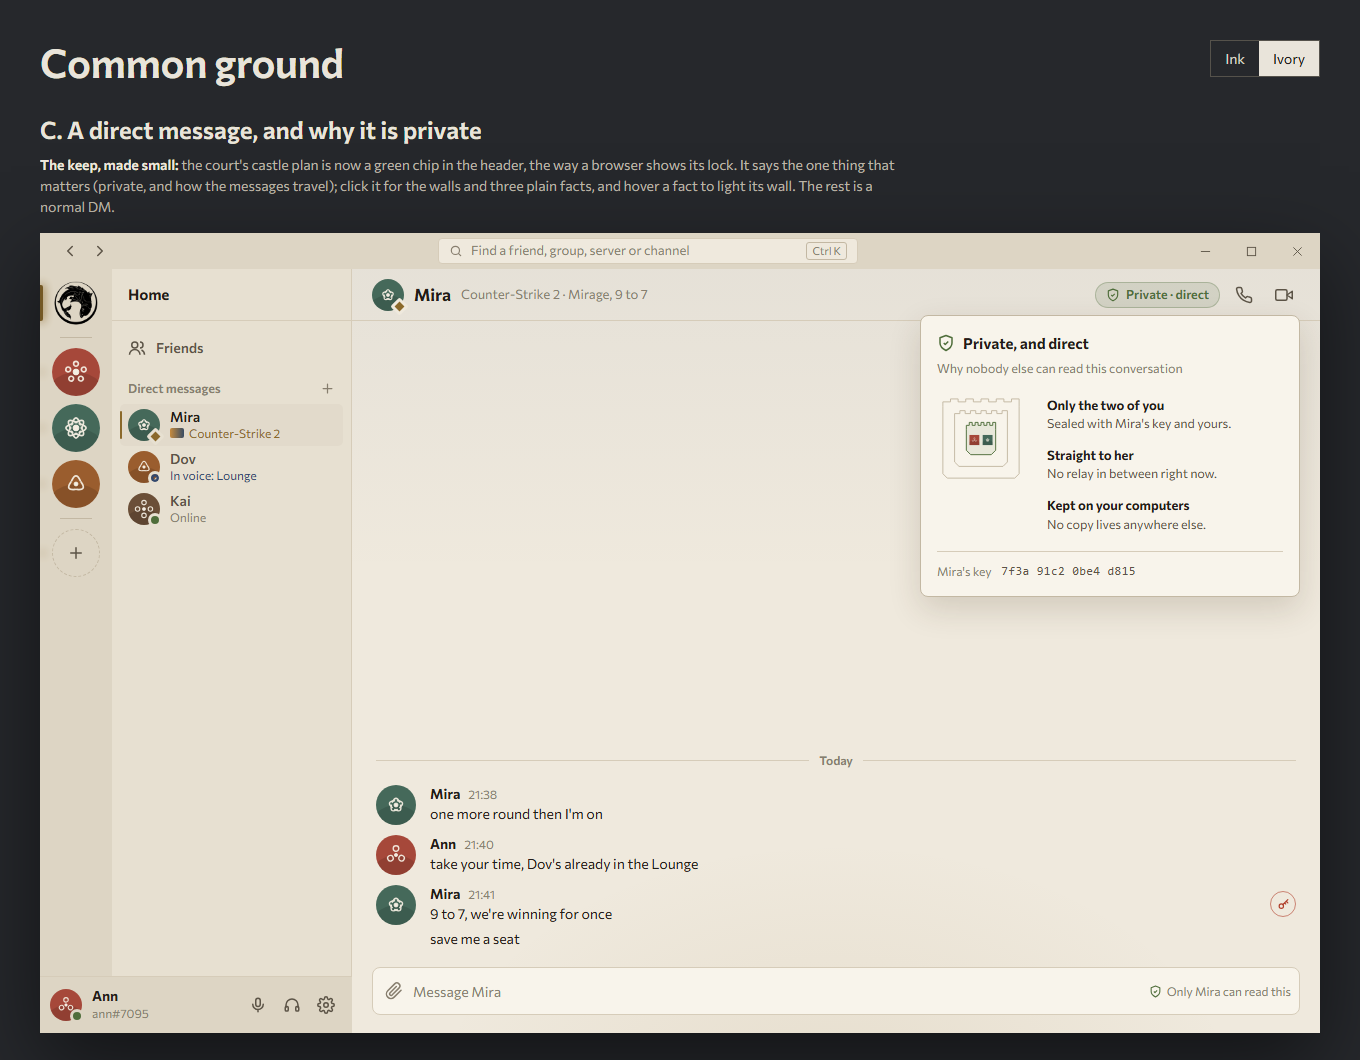 Common ground
Ink
Ivory
C. A direct message, and why it is private
The keep, made small: the court's castle plan is now a green chip in the header, the way a browser shows its lock. It says the one thing that
matters (private, and how the messages travel); click it for the walls and three plain facts, and hover a fact to light its wall. The rest is a
normal DM.
Find a friend, group, server or channel
Ctrl K
Home
Mira
Counter-Strike 2 · Mirage, 9 to 7
Private · direct
Friends
Direct messages
Mira
Counter-Strike 2
Dov
In voice: Lounge
Kai
Online
Private, and direct
Why nobody else can read this conversation
Only the two of you
Sealed with Mira's key and yours.
Straight to her
No relay in between right now.
Kept on your computers
No copy lives anywhere else.
Mira's key 7f3a 91c2 0be4 d815
Today
Mira 21:38
one more round then I'm on
Ann 21:40
take your time, Dov's already in the Lounge
Mira 21:41
9 to 7, we're winning for once
save me a seat
Ann
ann#7095
Message Mira
Only Mira can read this